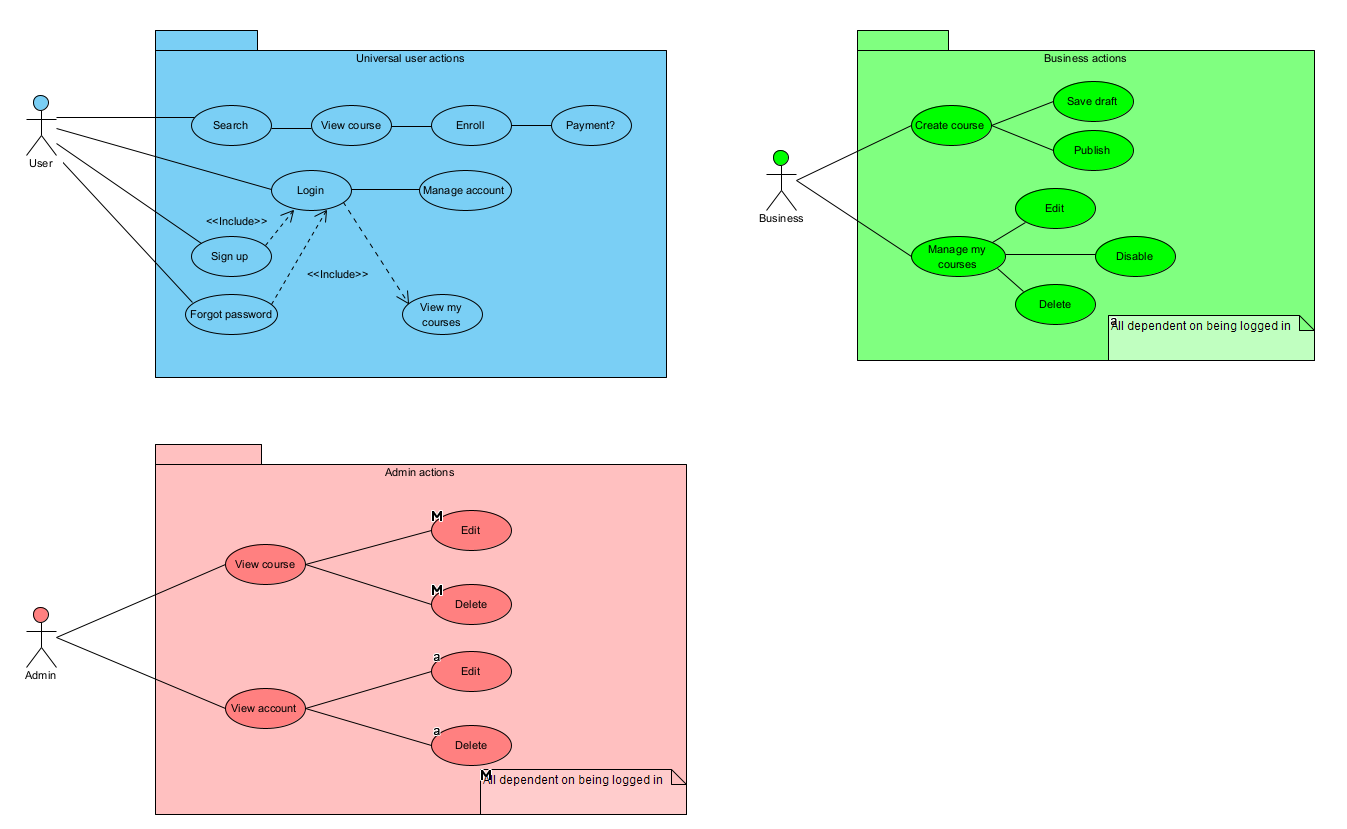 Universal user actions
Search
View course
Enroll
Payment?
User
Login
Manage account
<<Include>>
Sign up
<<Include>>
Forgot password
View my
courses
Business actions
Save draft
Create course
Publish
Business
Edit
Manage my
courses
Disable
Delete
a
All dependent on being logged in
Admin actions
M
Edit
View course
M
Delete
Admin
a
Edit
View account
a
Delete
M
All dependent on being logged in